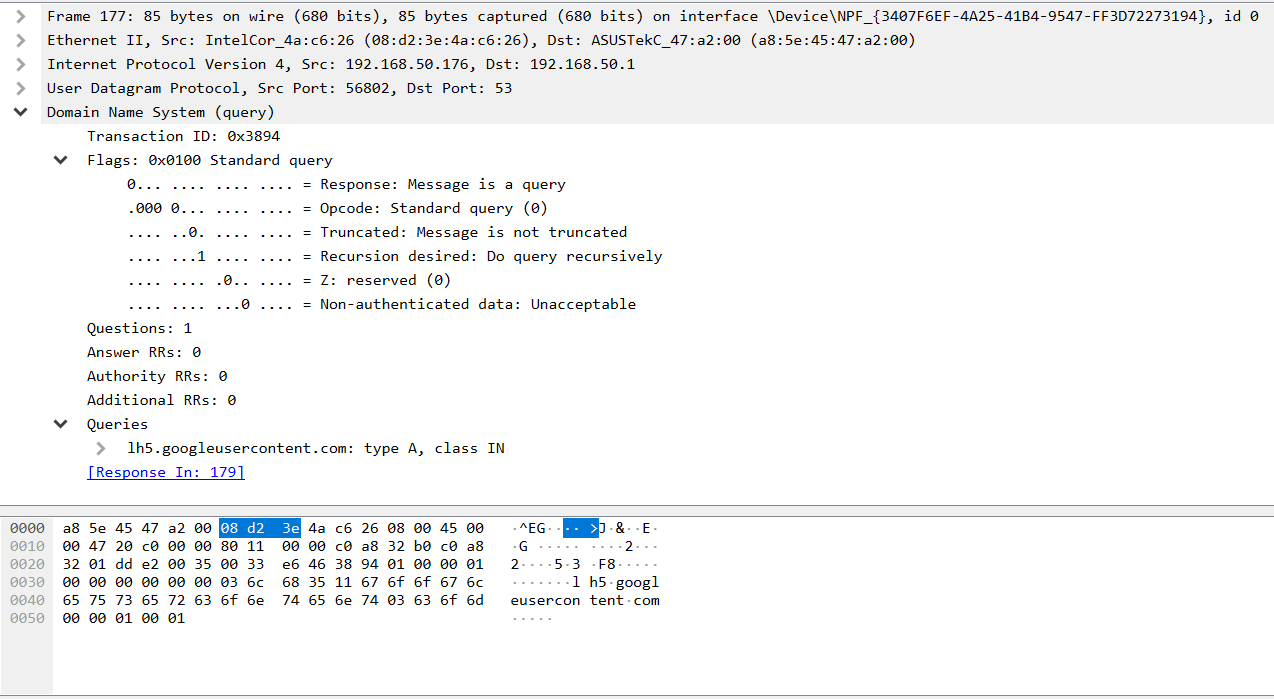 Frame 177: 85 bytes on wire (680 bits), 85 bytes captured (680 bits) on interface \Device\NPF_{3407F6EF-4A25-41B4-9547-FF3D72273194}, id 0
Ethernet II, Src: IntelCor_4a:c6:26 (08:d2:3e:4a:c6:26), Dst: ASUSTekC_47:a2:00 (a8:5e:45:47:a2:00)
Internet Protocol Version 4, Src: 192.168.50.176, Dst: 192.168.50.1
User Datagram Protocol, Src Port: 56802, Dst Port: 53
Domain Name System (query)
Transaction ID: 0x3894
Flags: 0x0100 Standard query
0... .... .... .... = Response: Message is a query
.000 0... .... .... = Opcode: Standard query (0)
.... ..0. .... .... = Truncated: Message is not truncated
.... ...1 .... .... = Recursion desired: Do query recursively
.... .... .0.. .... = Z: reserved (0)
.... .... ...0 .... = Non-authenticated data: Unacceptable
Questions: 1
Answer RRs: 0
Authority RRs: 0
Additional RRs: 0
Queries
lh5.googleusercontent.com: type A, class IN
[Response In: 179]
0000 a8 5e 45 47 a2 00 08 d2 3e 4a c6 26 08 00 45 00 ·^EG···· >J·&··E·
0010 00 47 20 c0 00 00 80 11 00 00 c0 a8 32 b0 c0 a8 ·G ····· ····2···
0020 32 01 dd e2 00 35 00 33 e6 46 38 94 01 00 00 01 2····5·3 ·F8·····
0030 00 00 00 00 00 00 03 6c 68 35 11 67 6f 6f 67 6c ·······l h5·googl
0040 65 75 73 65 72 63 6f 6e 74 65 6e 74 03 63 6f 6d eusercon tent·com
0050 00 00 01 00 01 ·····